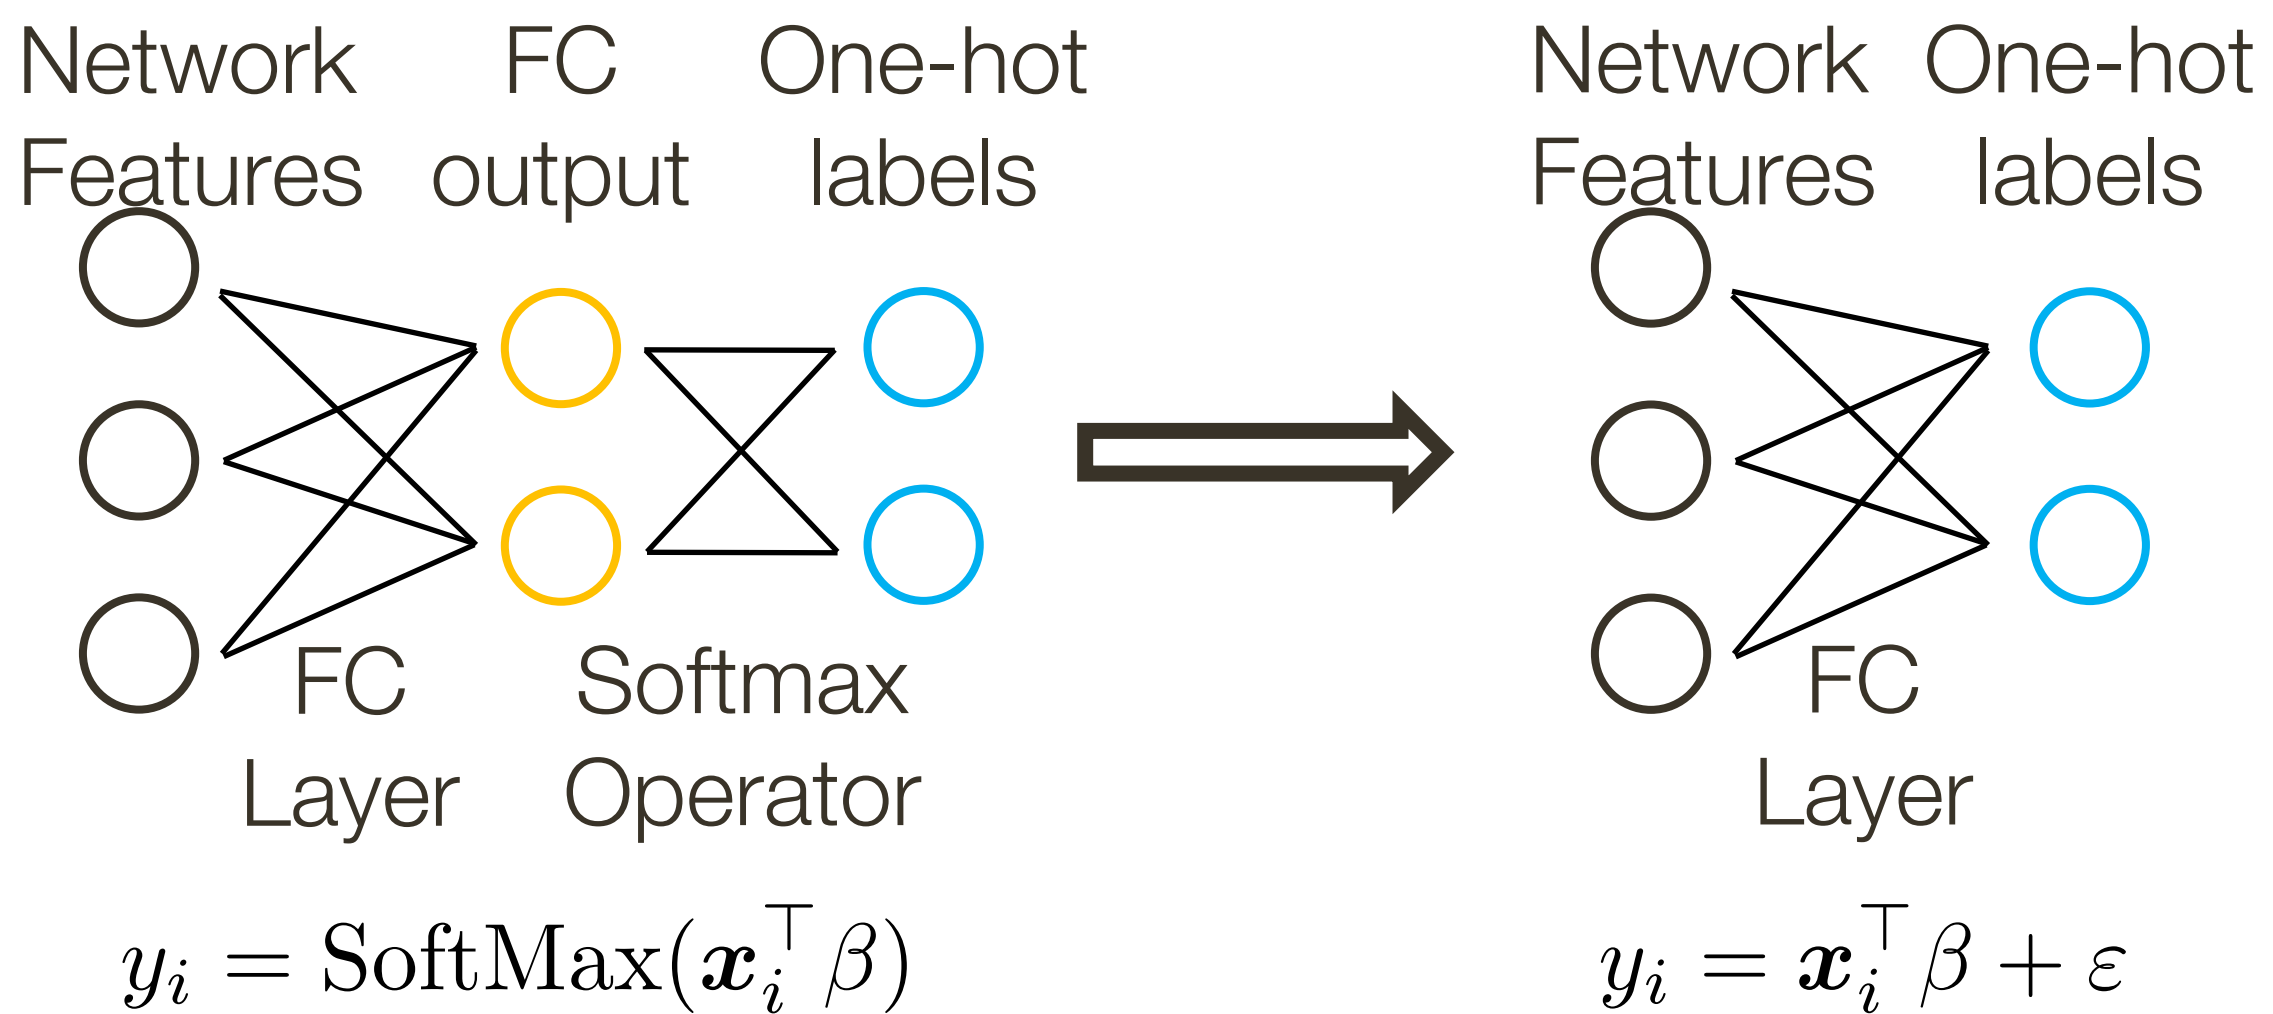 Network FC One-hot
Features output labels
FC Softmax
Layer Operator
y_i = SoftMax(x_i^⊤ β)
Network One-hot
Features labels
FC
Layer
y_i = x_i^⊤ β + ε